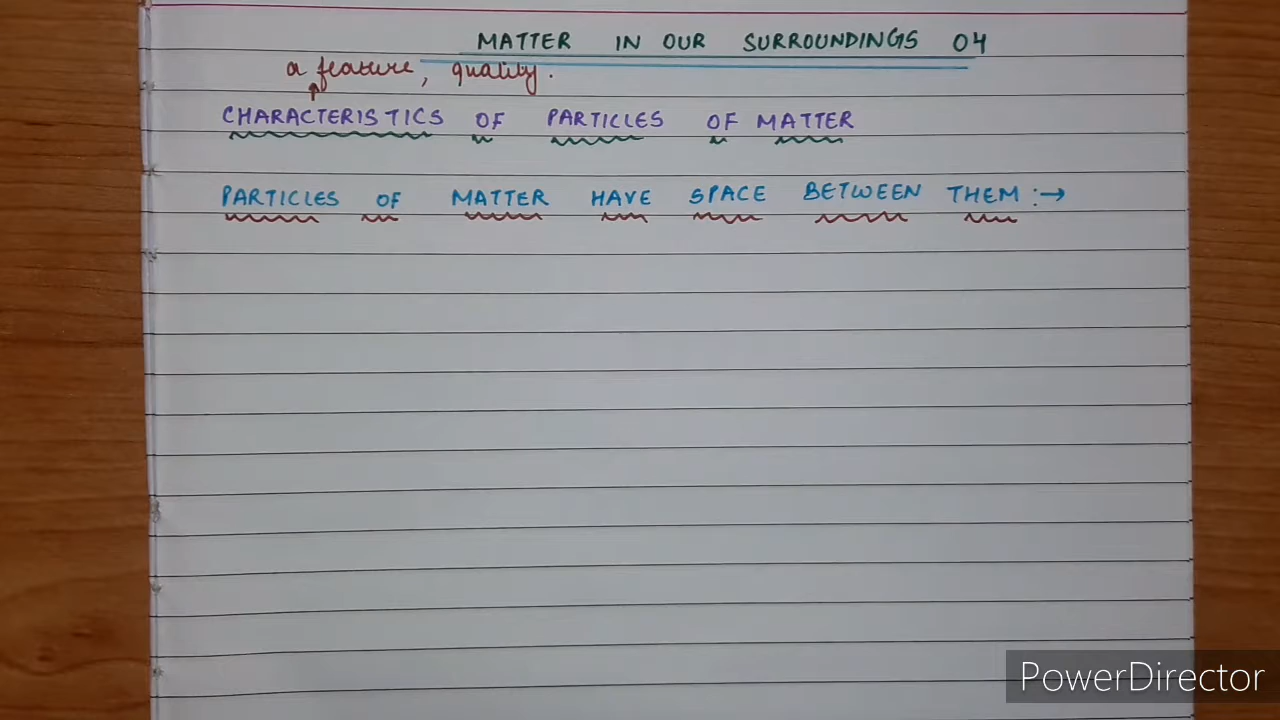 MATTER IN OUR SURROUNDINGS 04
a feature, quality.
CHARACTERISTICS OF PARTICLES OF MATTER
PARTICLES OF MATTER HAVE SPACE BETWEEN THEM :→
PowerDirector